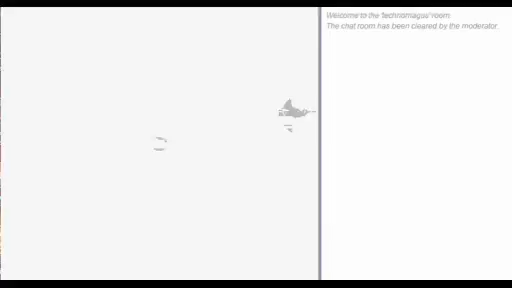 Welcome to the 'technomagus' room.
The chat room has been cleared by the moderator.